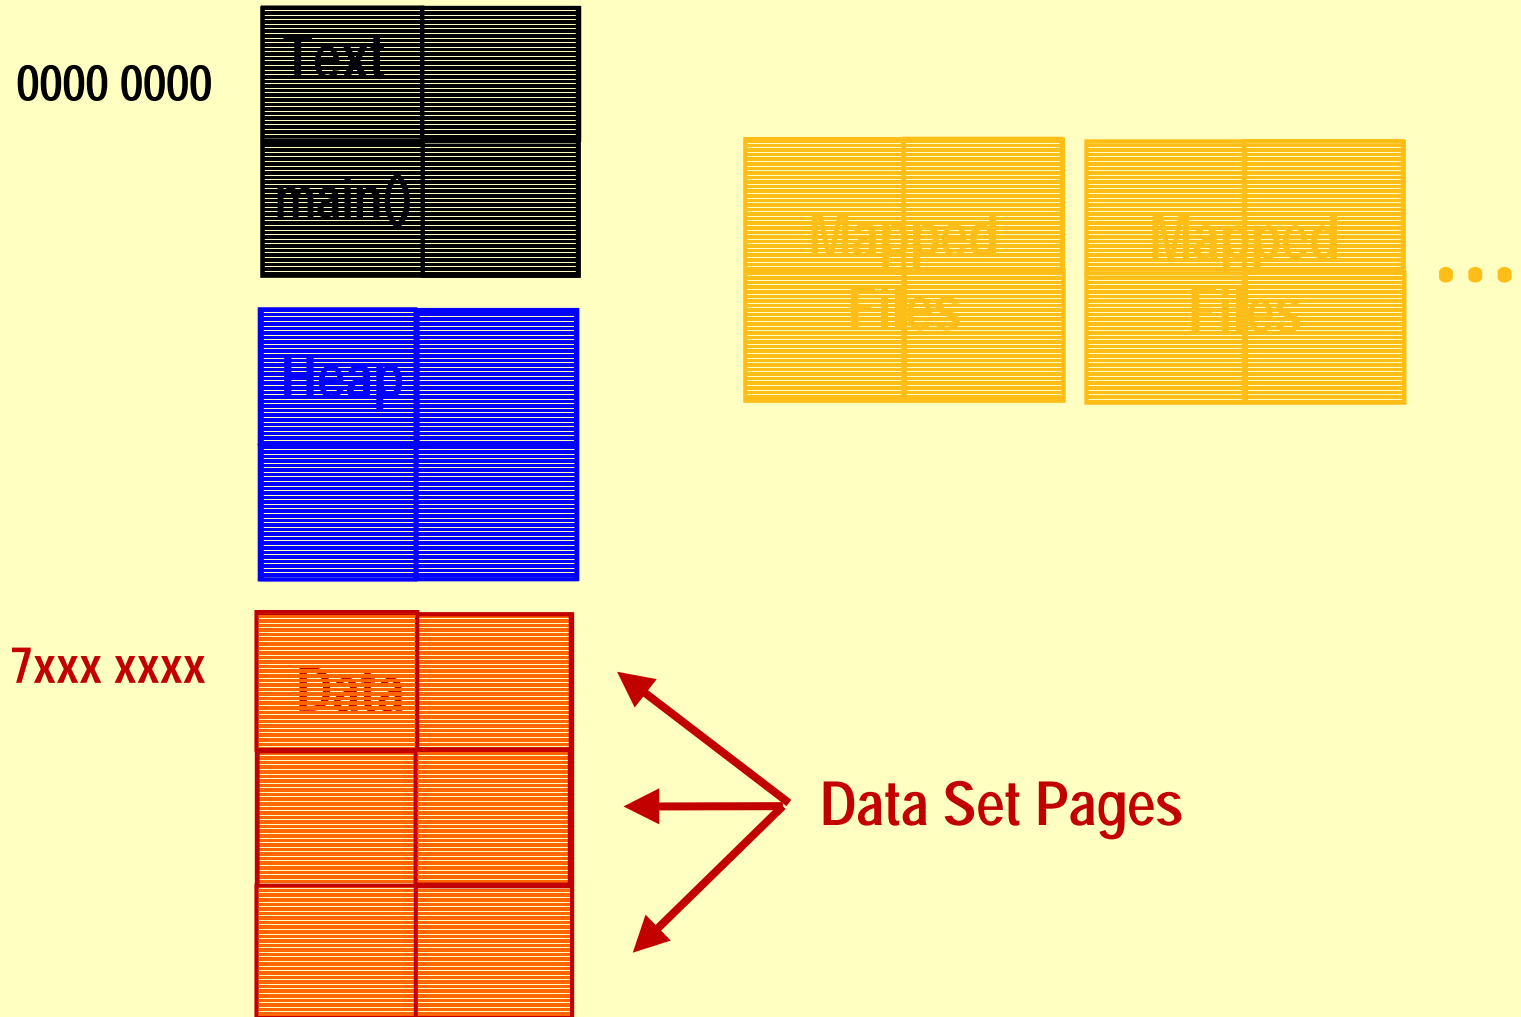 Text
0000 0000
main()
Mapped
Files
Mapped
Files
...
Heap
7xxx xxxx
Data
Data Set Pages